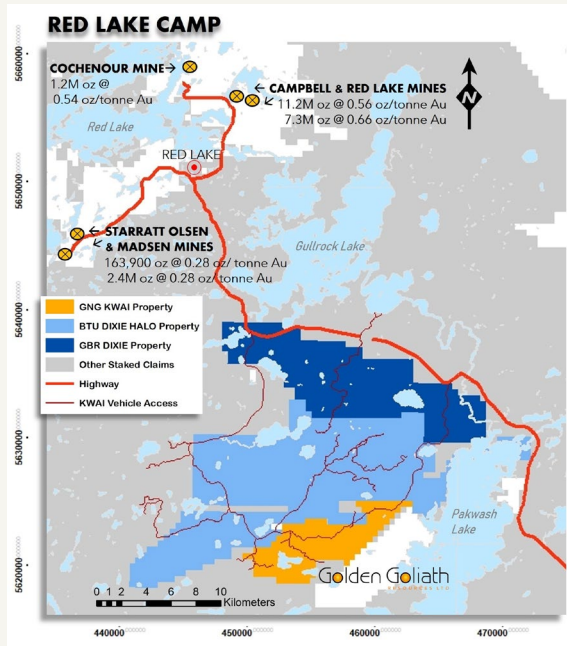 RED LAKE CAMP
COCHENOUR MINE
1.2M oz @
0.54 oz/tonne Au
CAMPBELL & RED LAKE MINES
11.2M oz @ 0.56 oz/tonne Au
7.3M oz @ 0.66 oz/tonne Au
N
Red Lake
RED LAKE
STARRATT OLSEN
& MADSEN MINES
163,900 oz @ 0.28 oz/ tonne Au
2.4M oz @ 0.28 oz/tonne Au
Gullrock Lake
GNG KWAI Property
BTU DIXIE HALO Property
GBR DIXIE Property
Other Staked Claims
Highway
KWAI Vehicle Access
Pakwash
Lake
Golden Goliath
0 1 2 4 6 8 10
Kilometers
5660000
5650000
5640000
5630000
5620000
440000 450000 460000 470000